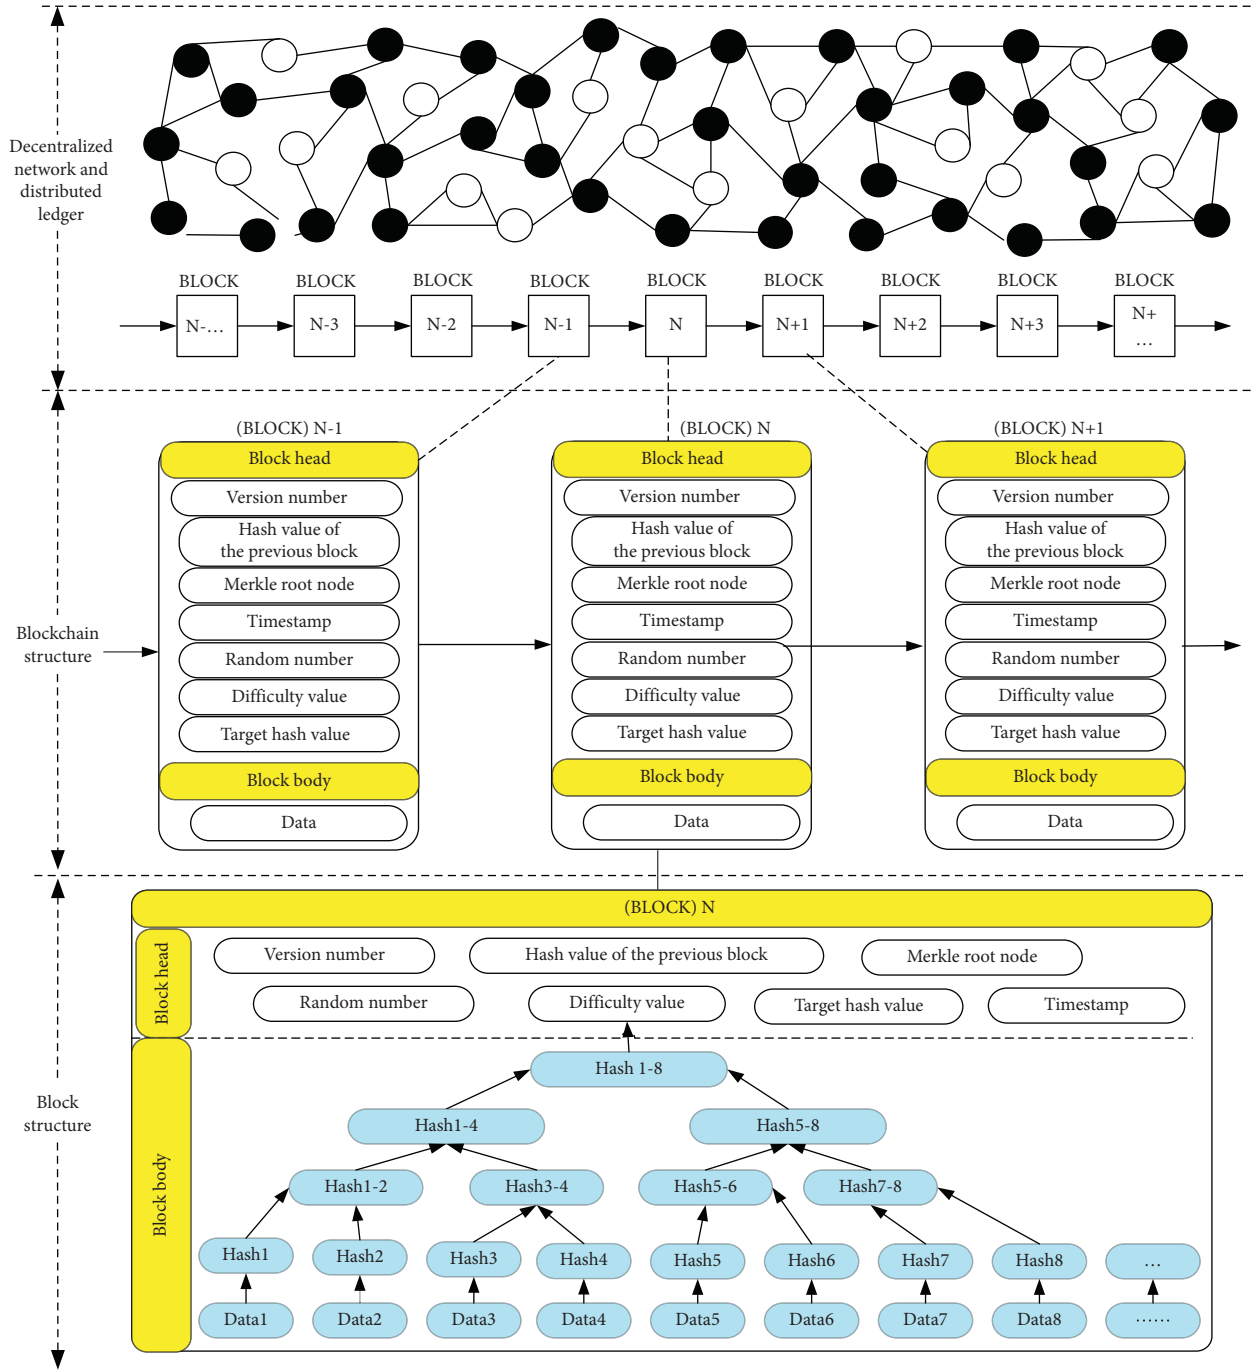 Decentralized
network and
distributed
ledger
BLOCK BLOCK BLOCK BLOCK BLOCK BLOCK BLOCK BLOCK BLOCK
N-... N-3 N-2 N-1 N N+1 N+2 N+3 N+
...
Blockchain
structure
(BLOCK) N-1
Block head
Version number
Hash value of
the previous block
Merkle root node
Timestamp
Random number
Difficulty value
Target hash value
Block body
Data
(BLOCK) N
Block head
Version number
Hash value of
the previous block
Merkle root node
Timestamp
Random number
Difficulty value
Target hash value
Block body
Data
(BLOCK) N+1
Block head
Version number
Hash value of
the previous block
Merkle root node
Timestamp
Random number
Difficulty value
Target hash value
Block body
Data
Block
structure
(BLOCK) N
Block head
Version number Hash value of the previous block Merkle root node
Random number Difficulty value Target hash value Timestamp
Block body
Hash 1-8
Hash1-4 Hash5-8
Hash1-2 Hash3-4 Hash5-6 Hash7-8
Hash1 Hash2 Hash3 Hash4 Hash5 Hash6 Hash7 Hash8 ...
Data1 Data2 Data3 Data4 Data5 Data6 Data7 Data8 ......